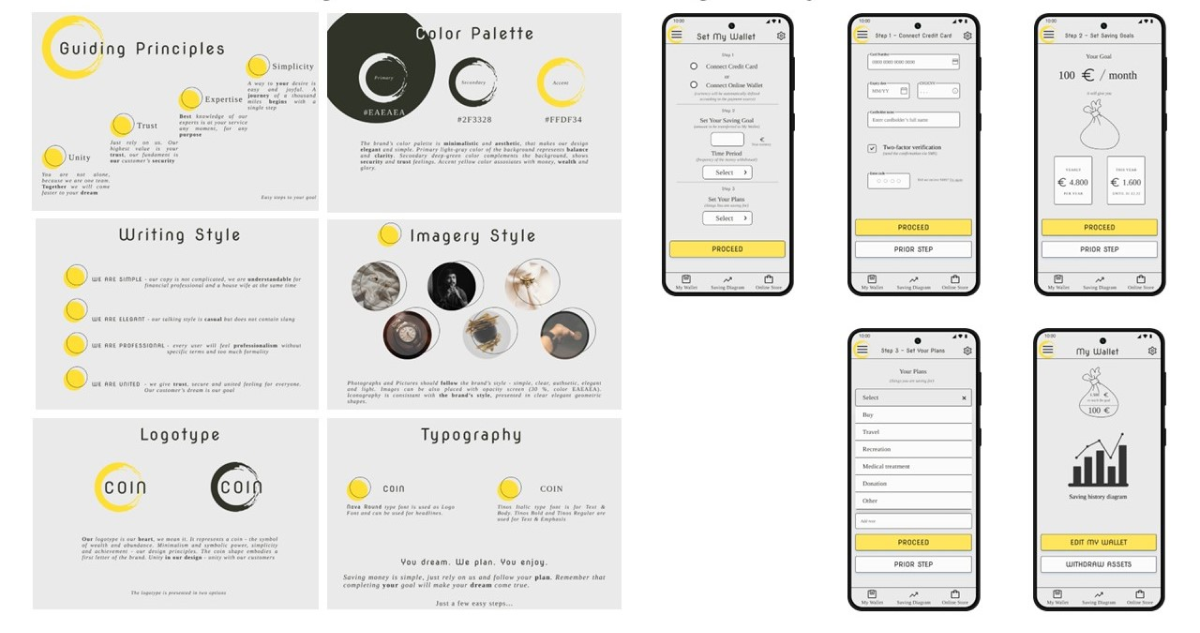 Guiding Principles
Simplicity
A way to your desire is
easy and joyful. A
journey of a thousand
miles begins with a
single step
Expertise
Best knowledge of our
experts is at your service
any moment, for any
purpose
Trust
Just rely on us. Our
highest value is your
trust, our fundament is
our customer's security
Unity
You are not alone,
because we are one team.
Together we will come
faster to your dream
Easy steps to your goal
Color Palette
Primary
Secondary
Accent
#EAEAEA
#2F3328
#FFDF34
The brand's color palette is minimalistic and aesthetic, that makes our design
elegant and simple. Primary light-gray color of the background represents balance
and clarity. Secondary deep-green color complements the background, shows
security and trust feelings. Accent yellow color associates with money, wealth and
glory.
Writing Style
WE ARE SIMPLE - our copy is not complicated, we are understandable for
financial professional and a house wife at the same time
WE ARE ELEGANT - our talking style is casual but does not contain slang
WE ARE PROFESSIONAL - every user will feel professionalism without
specific terms and too much formality
WE ARE UNITED - we give trust, secure and united feeling for everyone.
Our customer's dream is our goal
Imagery Style
Photographs and Pictures should follow the brand's style - simple, clear, authetic, elegant
and light. Images can be also placed with opacity screen (30 %, color EAEAEA).
Iconography is consistent with the brand's style, presented in clear elegant geometric
shapes.
Logotype
COIN
COIN
Our logotype is our heart, we mean it. It represents a coin - the symbol
of wealth and abundance. Minimalism and symbolic power, simplicity
and achievement - our design principles. The coin shape embodies a
first letter of the brand. Unity in our design - unity with our customers
The logotype is presented in two options
Typography
COIN
Nova Round type font is used as Logo
Font and can be used for headlines.
COIN
Tinos Italic type font is for Text &
Body. Tinos Bold and Tinos Regular are
used for Text & Emphasis
You dream. We plan. You enjoy.
Saving money is simple, just rely on us and follow your plan. Remember that
completing your goal will make your dream come true.
Just a few easy steps...
10:00
Set My Wallet
Step 1
Connect Credit Card
or
Connect Online Wallet
Step 2
Set Your Saving Goal
€
Time Period
Select
Step 3
Set Your Plans
Select
PROCEED
My Wallet
Saving Diagram
Online Store
10:00
Step 1 - Connect Credit Card
0000 0000 0000 0000
MM/YY
Enter cardholder's full name
Two-factor verification
PROCEED
PRIOR STEP
My Wallet
Saving Diagram
Online Store
10:00
Step 2 - Set Saving Goals
Your Goal
100 € / month
it will give you
YEARLY
€ 4.800
PER YEAR
THIS YEAR
€ 1.600
PROCEED
PRIOR STEP
My Wallet
Saving Diagram
Online Store
10:00
Step 3 - Set Your Plans
Your Plans
Select
Buy
Travel
Recreation
Medical treatment
Donation
Other
Add text
PROCEED
PRIOR STEP
My Wallet
Saving Diagram
Online Store
10:00
My Wallet
100 €
Saving history diagram
EDIT MY WALLET
WITHDRAW ASSETS
My Wallet
Saving Diagram
Online Store